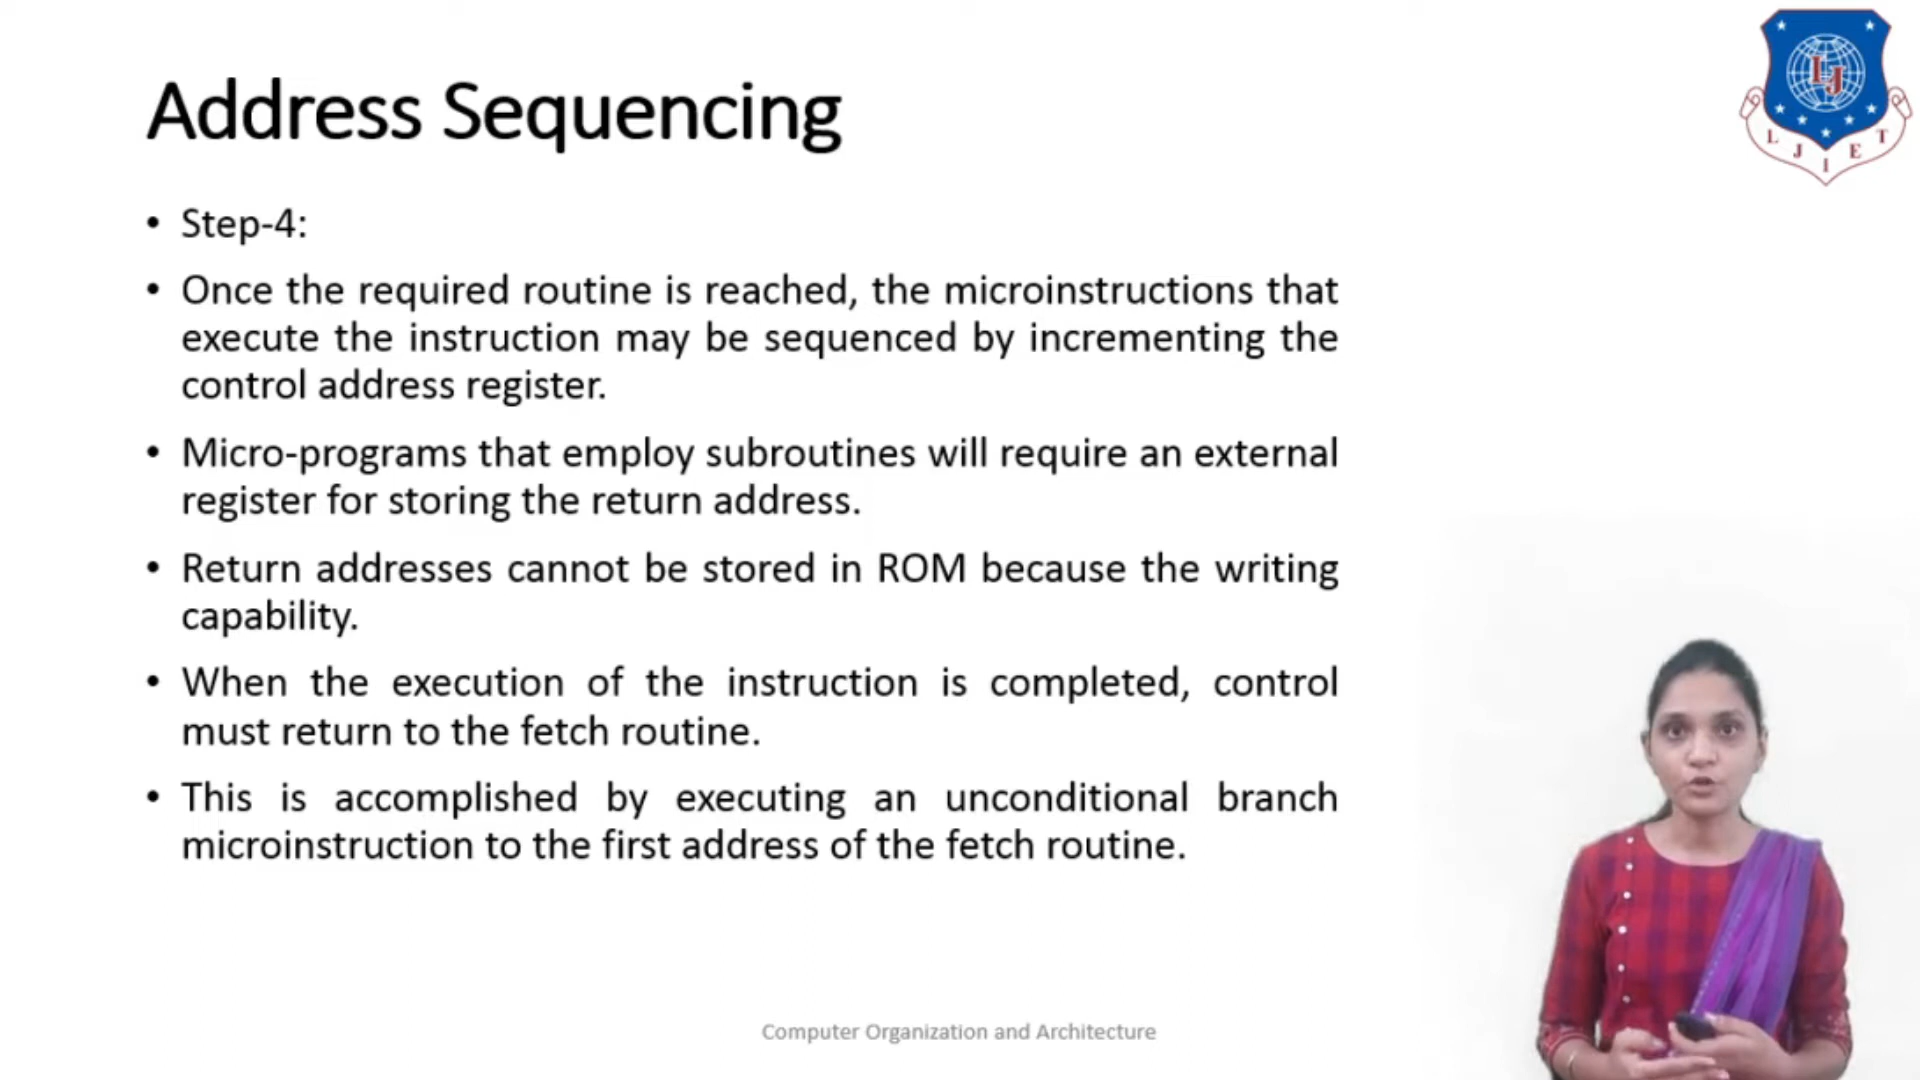 Address Sequencing
L J I E T
LJ
• Step-4:
• Once the required routine is reached, the microinstructions that
execute the instruction may be sequenced by incrementing the
control address register.
• Micro-programs that employ subroutines will require an external
register for storing the return address.
• Return addresses cannot be stored in ROM because the writing
capability.
• When the execution of the instruction is completed, control
must return to the fetch routine.
• This is accomplished by executing an unconditional branch
microinstruction to the first address of the fetch routine.
Computer Organization and Architecture